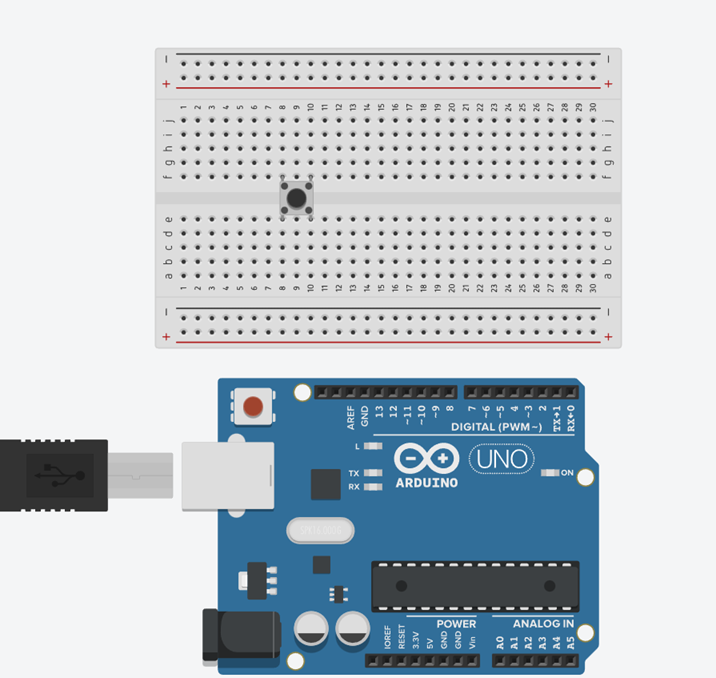 − −
+ +
1 2 3 4 5 6 7 8 9 10 11 12 13 14 15 16 17 18 19 20 21 22 23 24 25 26 27 28 29 30
j j
i i
h h
g g
f f
e e
d d
c c
b b
a a
1 2 3 4 5 6 7 8 9 10 11 12 13 14 15 16 17 18 19 20 21 22 23 24 25 26 27 28 29 30
− −
+ +
AREF GND 13 12 ~11 ~10 ~9 8 7 ~6 ~5 4 ~3 2 TX→1 RX←0
DIGITAL (PWM~)
L
TX
RX
ARDUINO
UNO
ON
POWER ANALOG IN
IOREF RESET 3.3V 5V GND GND Vin A0 A1 A2 A3 A4 A5